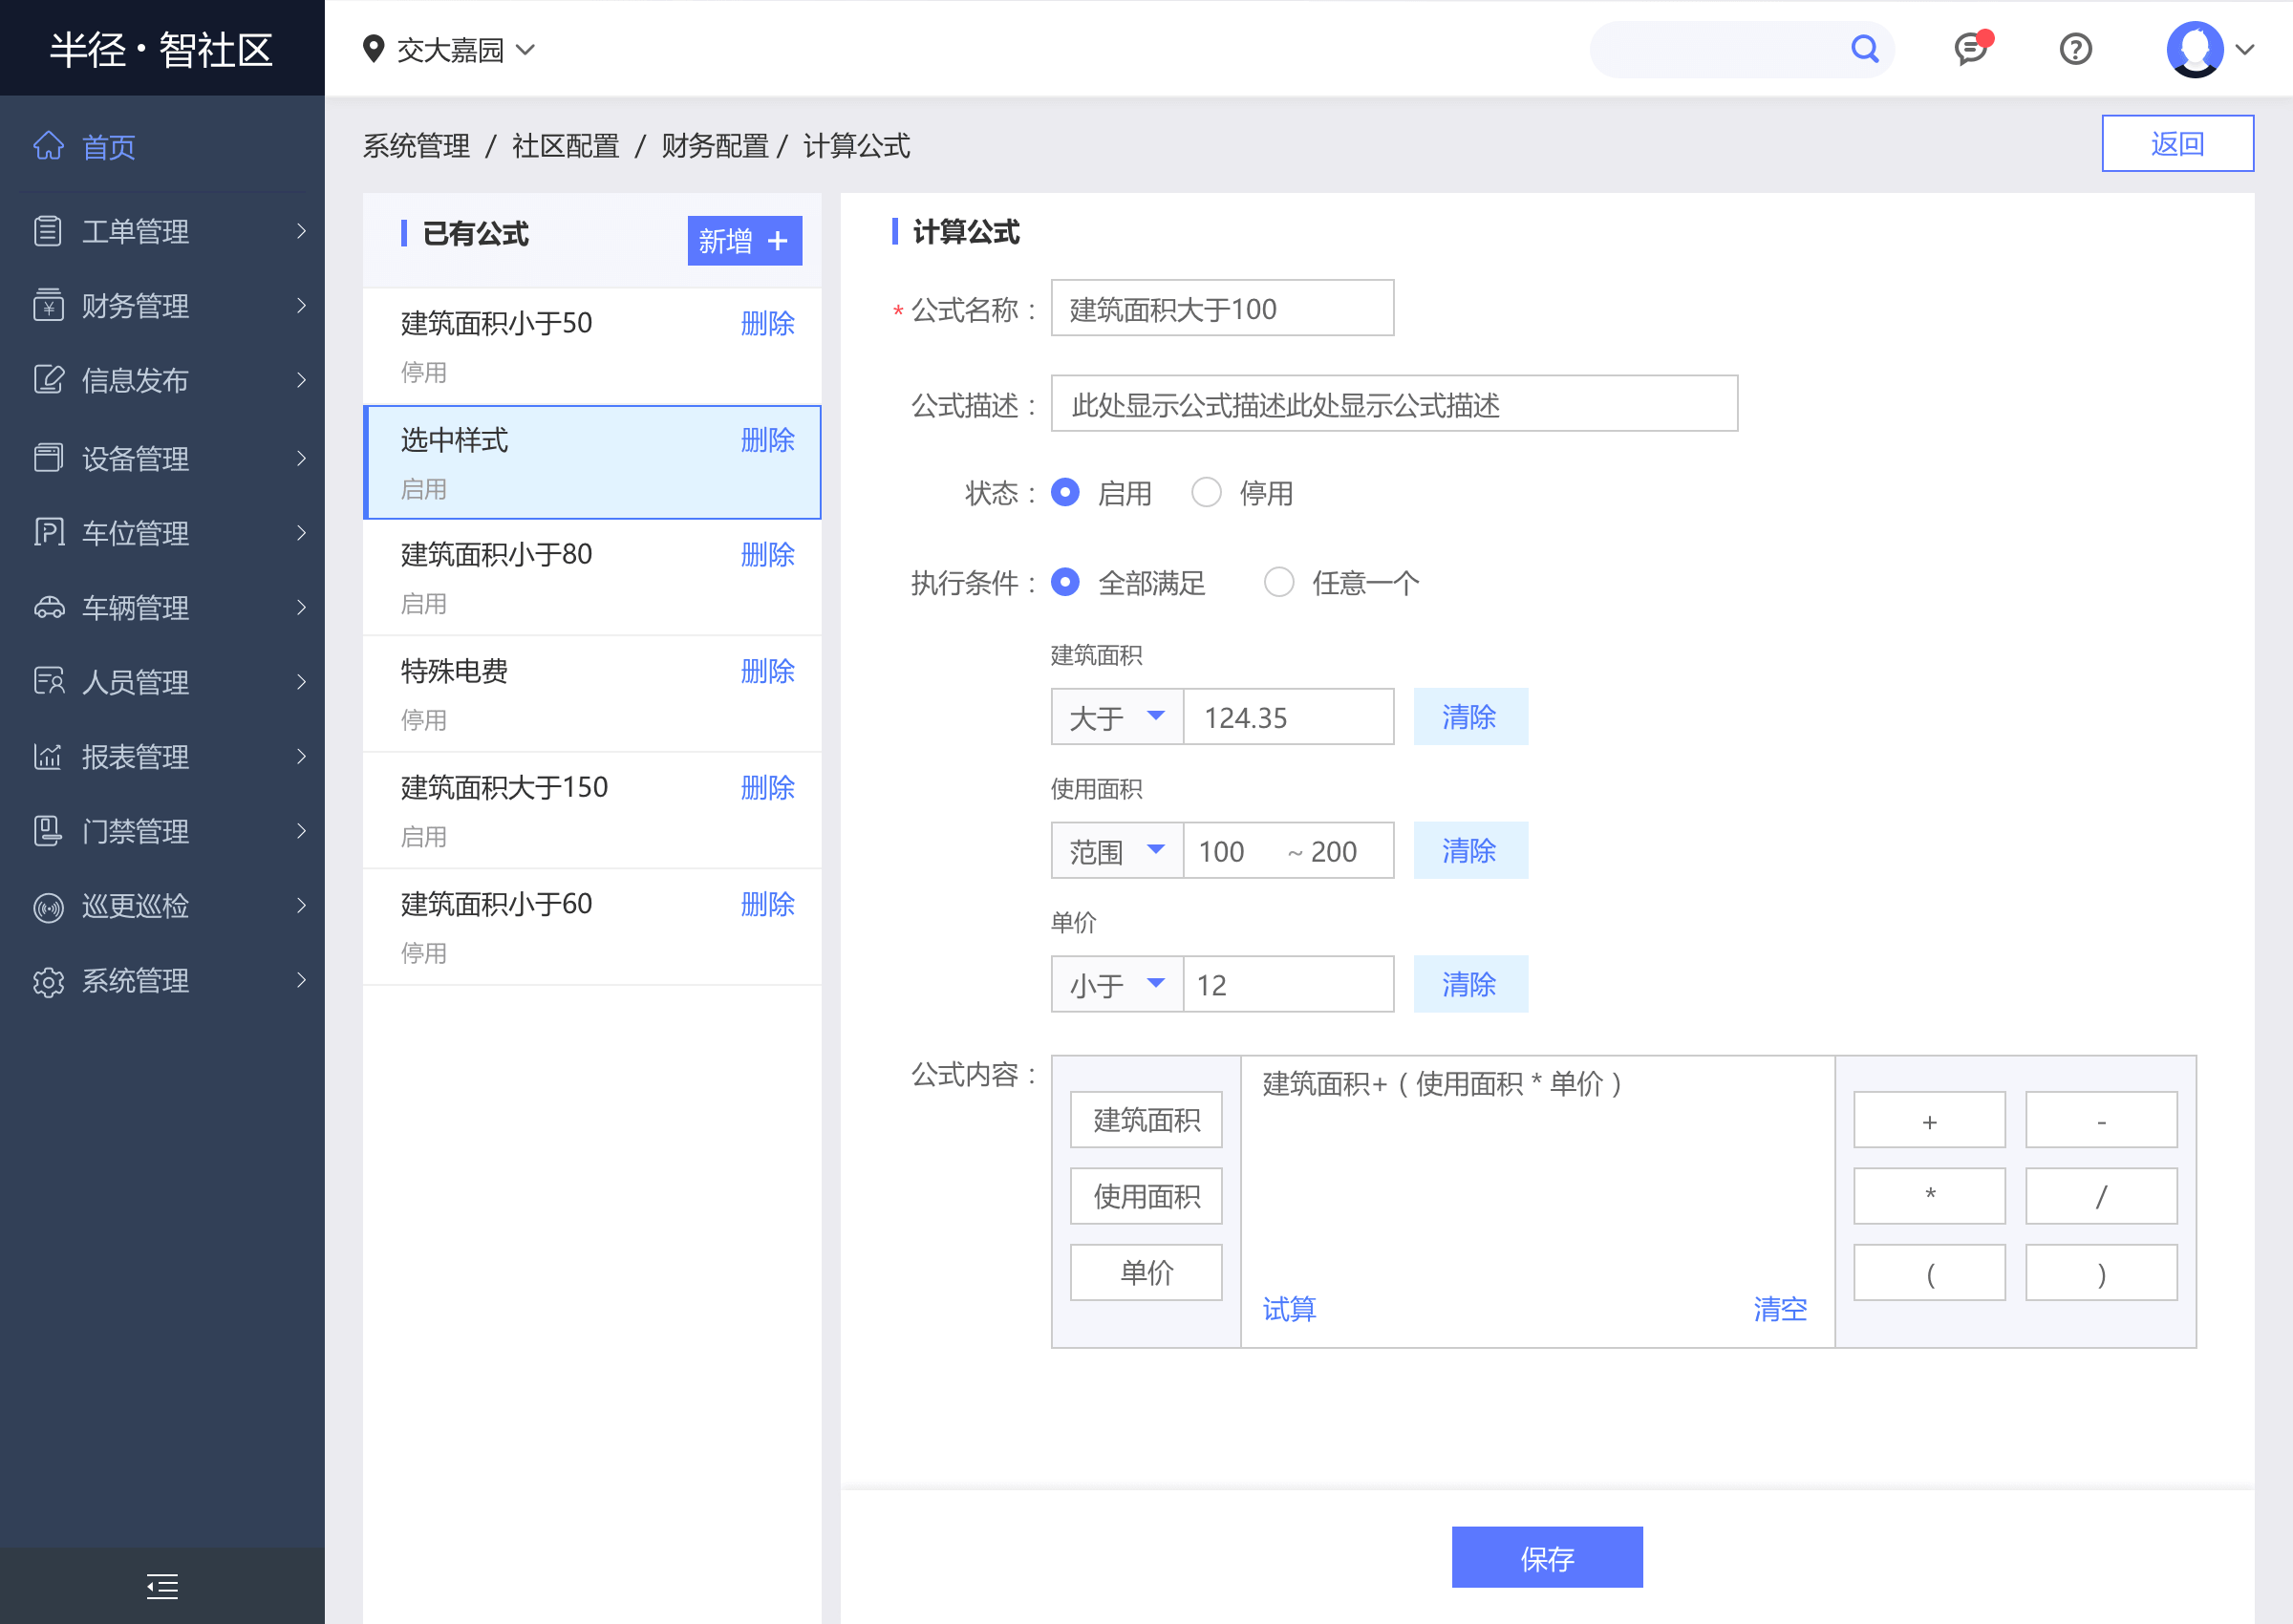 半径·智社区
交大嘉园
首页
工单管理
财务管理
信息发布
设备管理
车位管理
车辆管理
人员管理
报表管理
门禁管理
巡更巡检
系统管理
系统管理 / 社区配置 / 财务配置 / 计算公式
返回
已有公式
新增 +
建筑面积小于50 删除
停用
选中样式 删除
启用
建筑面积小于80 删除
启用
特殊电费 删除
停用
建筑面积大于150 删除
启用
建筑面积小于60 删除
停用
计算公式
* 公式名称： 建筑面积大于100
公式描述： 此处显示公式描述此处显示公式描述
状态： 启用 停用
执行条件： 全部满足 任意一个
建筑面积
大于 124.35 清除
使用面积
范围 100 ~ 200 清除
单价
小于 12 清除
公式内容：
建筑面积
使用面积
单价
建筑面积+（使用面积 * 单价）
试算 清空
+ -
* /
( )
保存